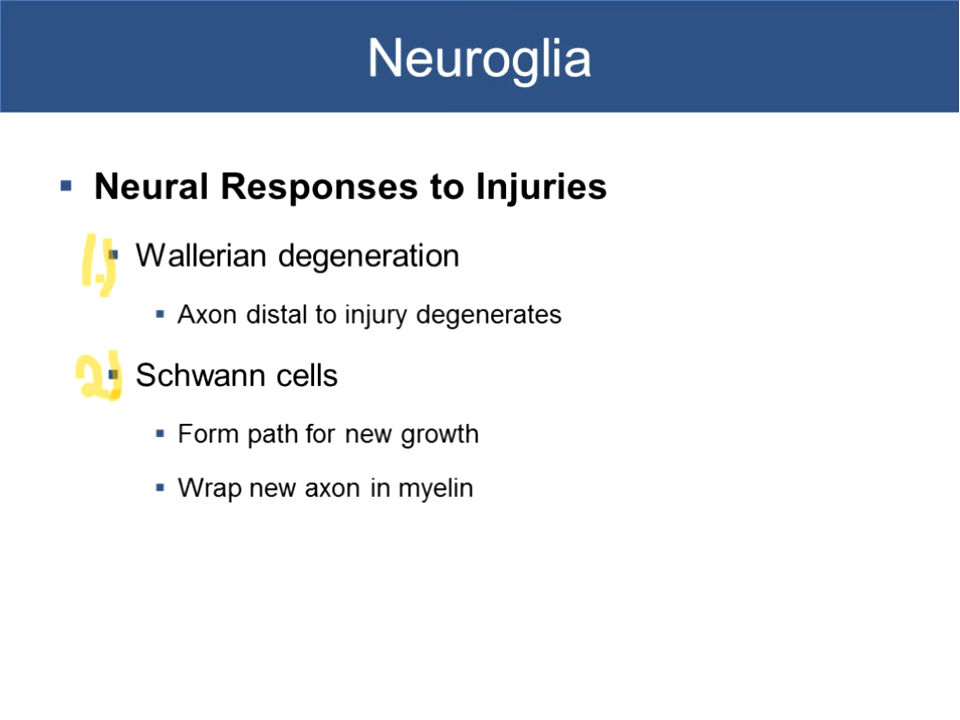 Neuroglia
▪ Neural Responses to Injuries
1.) ▪ Wallerian degeneration
▪ Axon distal to injury degenerates
2.) ▪ Schwann cells
▪ Form path for new growth
▪ Wrap new axon in myelin